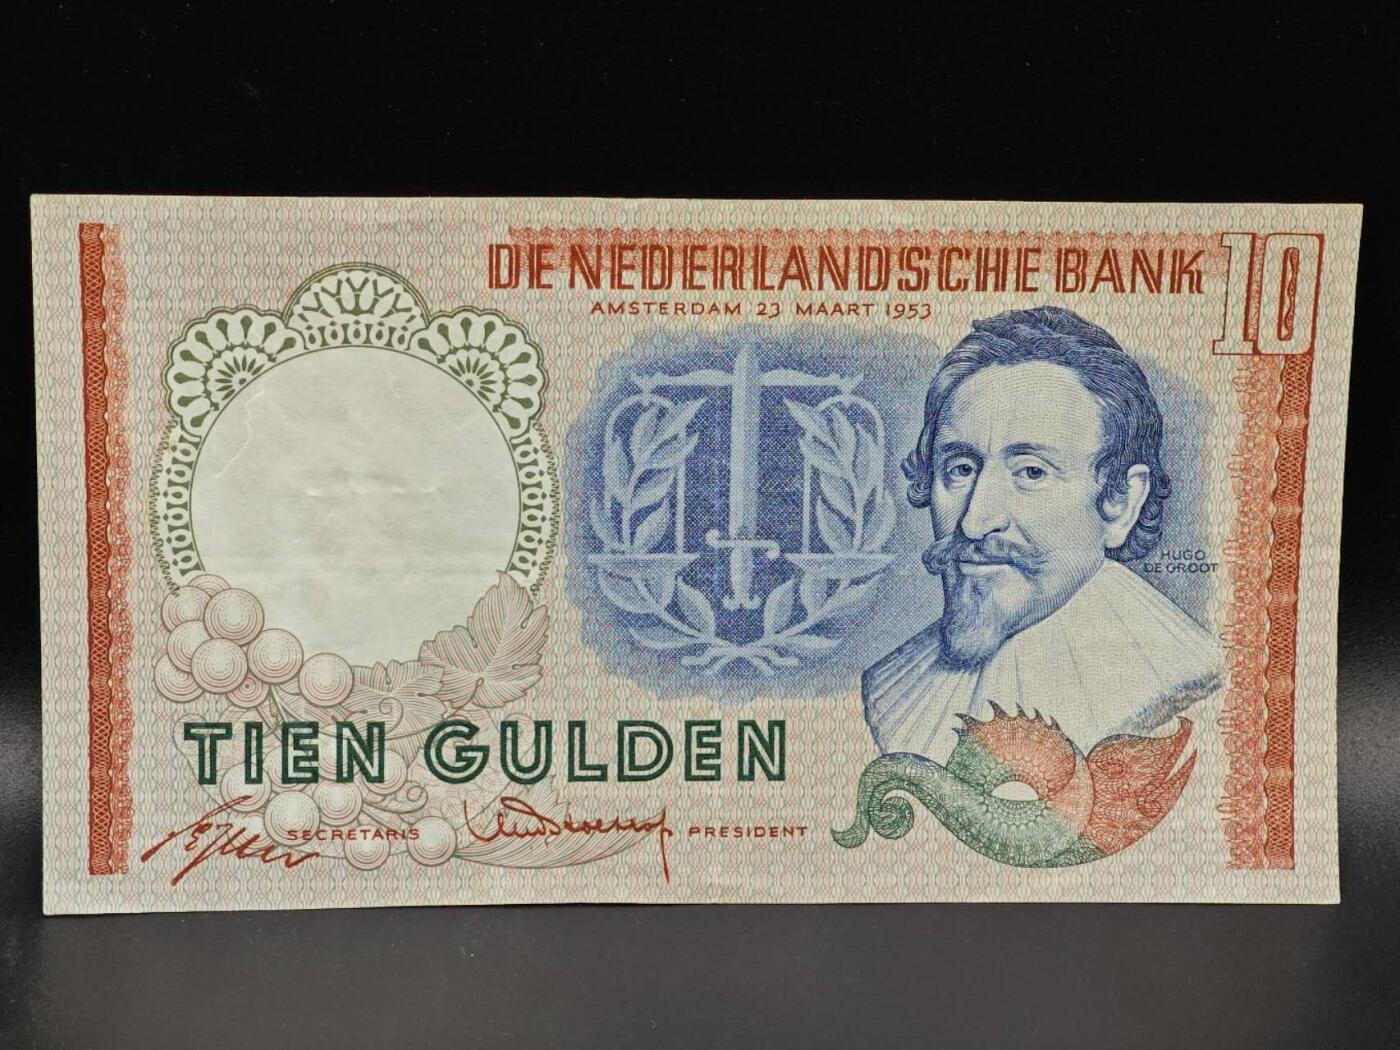 DE NEDERLANDSCHE BANK
10
AMSTERDAM 23 MAART 1953
HUGO
DE GROOT
TIEN GULDEN
SECRETARIS
PRESIDENT